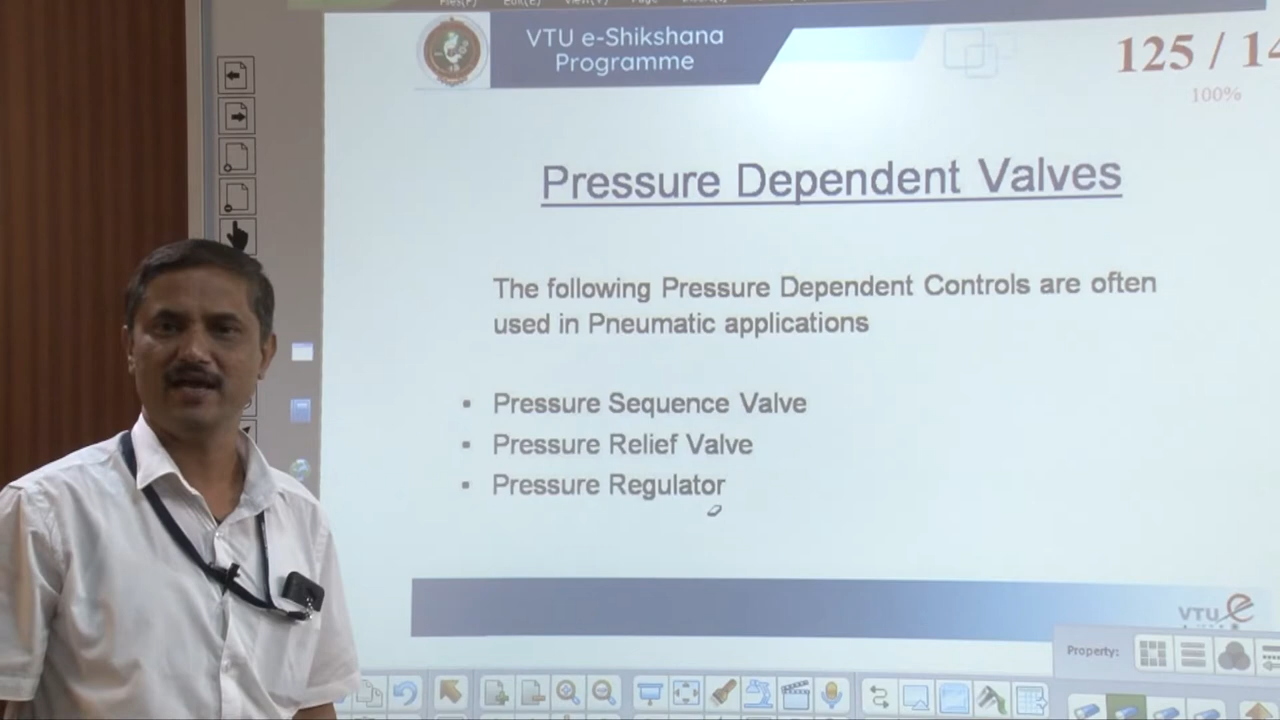 VTU e-Shikshana
Programme
125 / 14
100%
Pressure Dependent Valves
The following Pressure Dependent Controls are often
used in Pneumatic applications
▪ Pressure Sequence Valve
▪ Pressure Relief Valve
▪ Pressure Regulator
VTU e
Property: